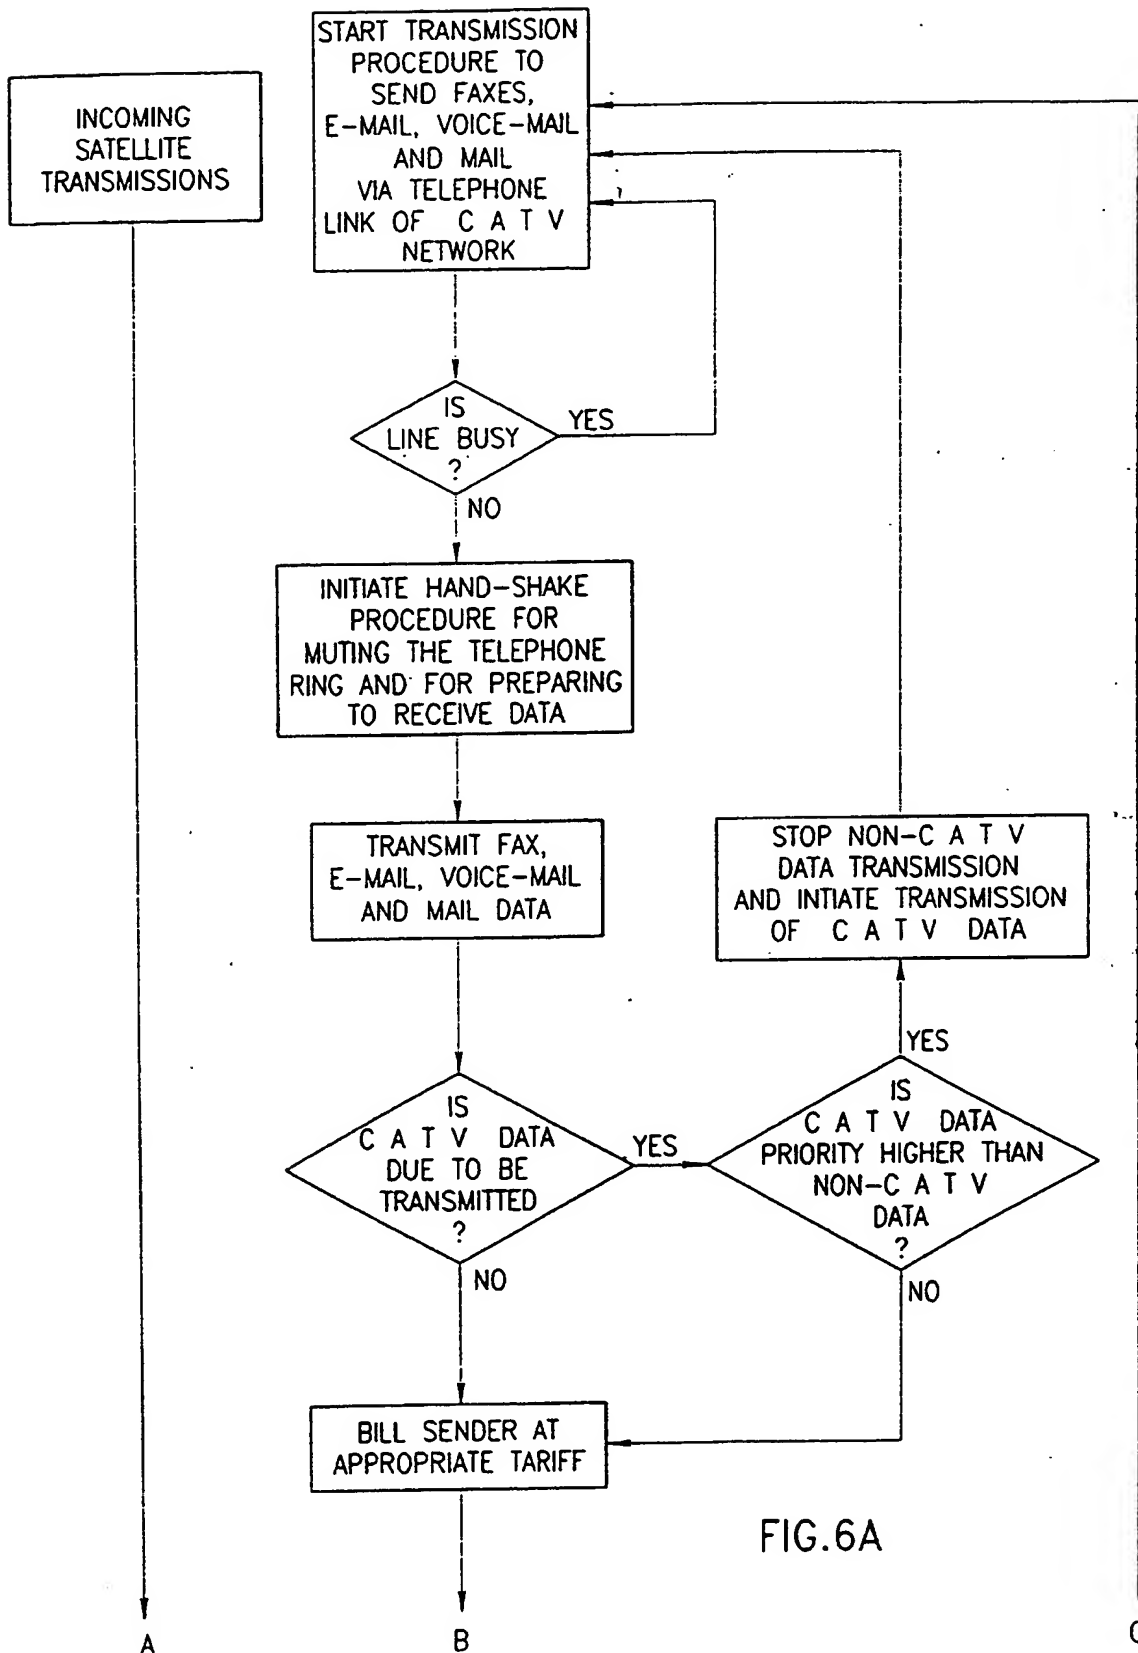 START TRANSMISSION
PROCEDURE TO
SEND FAXES,
E-MAIL, VOICE-MAIL
AND MAIL
VIA TELEPHONE
LINK OF C A T V
NETWORK
INCOMING
SATELLITE
TRANSMISSIONS
IS
LINE BUSY
?
YES
NO
INITIATE HAND-SHAKE
PROCEDURE FOR
MUTING THE TELEPHONE
RING AND FOR PREPARING
TO RECEIVE DATA
TRANSMIT FAX,
E-MAIL, VOICE-MAIL
AND MAIL DATA
STOP NON-C A T V
DATA TRANSMISSION
AND INTIATE TRANSMISSION
OF C A T V DATA
YES
IS
C A T V DATA
DUE TO BE
TRANSMITTED
?
YES
IS
C A T V DATA
PRIORITY HIGHER THAN
NON-C A T V
DATA
?
NO
NO
BILL SENDER AT
APPROPRIATE TARIFF
FIG.6A
A
B
C